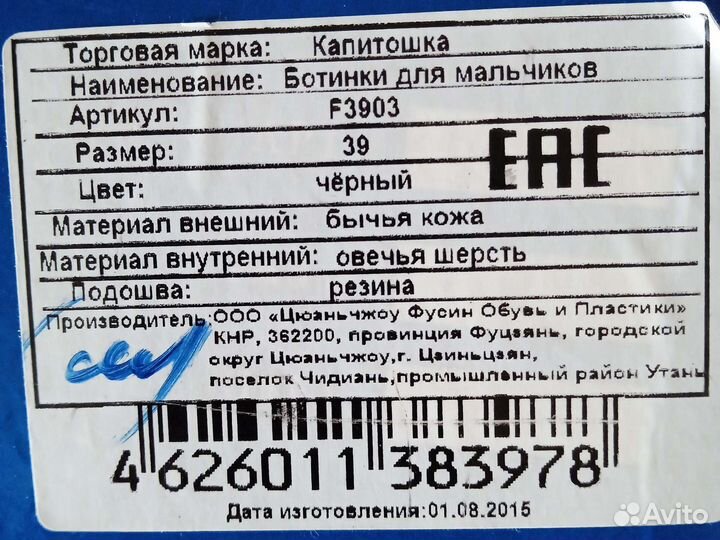 Торговая марка: Капитошка
Наименование: Ботинки для мальчиков
Артикул: F3903
Размер: 39
EAC
Цвет: чёрный
Материал внешний: бычья кожа
Материал внутренний: овечья шерсть
Подошва: резина
Производитель: ООО «Цюаньчжоу Фусин Обувь и Пластики»
КНР, 362200, провинция Фуцзянь, городской
округ Цюаньчжоу, г. Цзиньцзян,
поселок Чидиань, промышленный район Утань
4 626011 383978
Дата изготовления: 01.08.2015
Avito